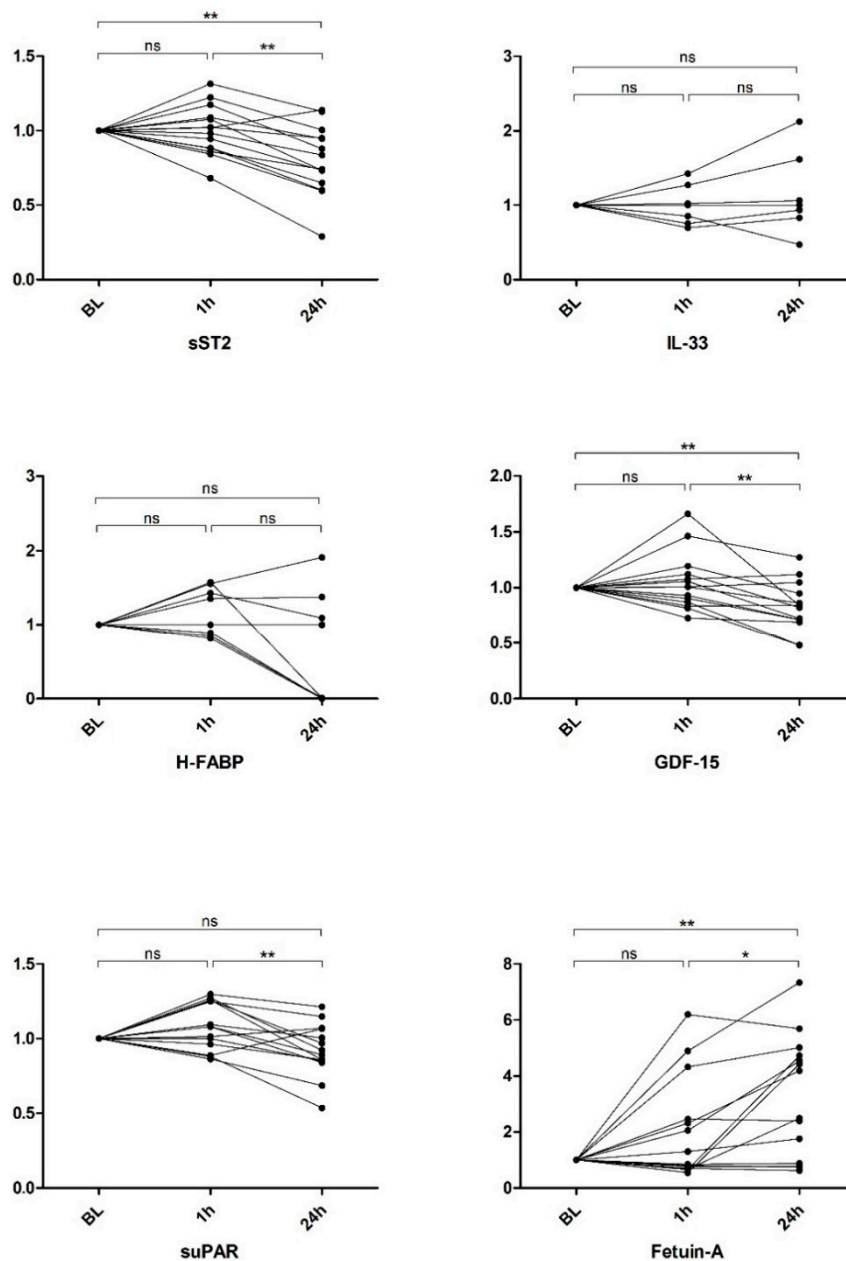 **
ns **
1.5
1.0
0.5
0.0
BL 1h 24h
sST2
ns
ns ns
3
2
1
0
BL 1h 24h
IL-33
ns
ns ns
3
2
1
0
BL 1h 24h
H-FABP
**
ns **
2.0
1.5
1.0
0.5
0.0
BL 1h 24h
GDF-15
ns
ns **
1.5
1.0
0.5
0.0
BL 1h 24h
suPAR
**
ns *
8
6
4
2
0
BL 1h 24h
Fetuin-A